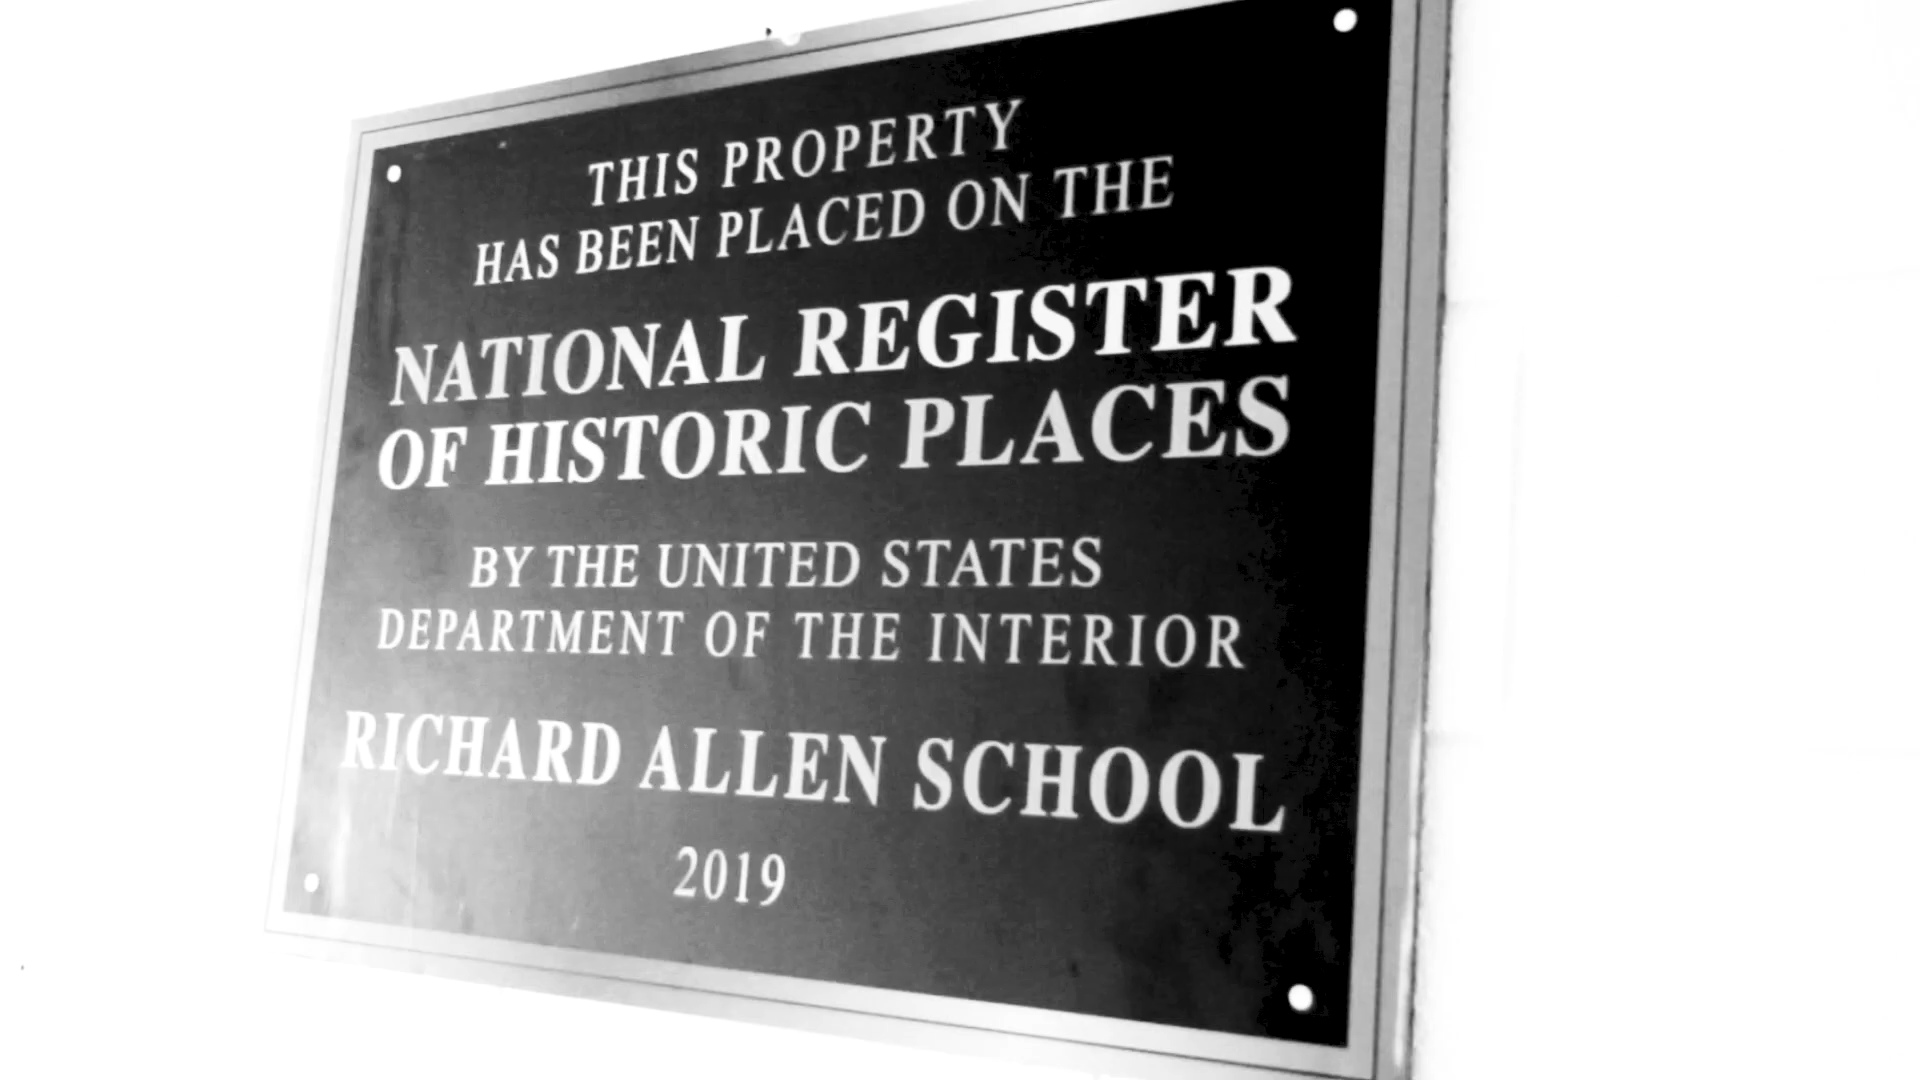 THIS PROPERTY
HAS BEEN PLACED ON THE
NATIONAL REGISTER
OF HISTORIC PLACES
BY THE UNITED STATES
DEPARTMENT OF THE INTERIOR
RICHARD ALLEN SCHOOL
2019